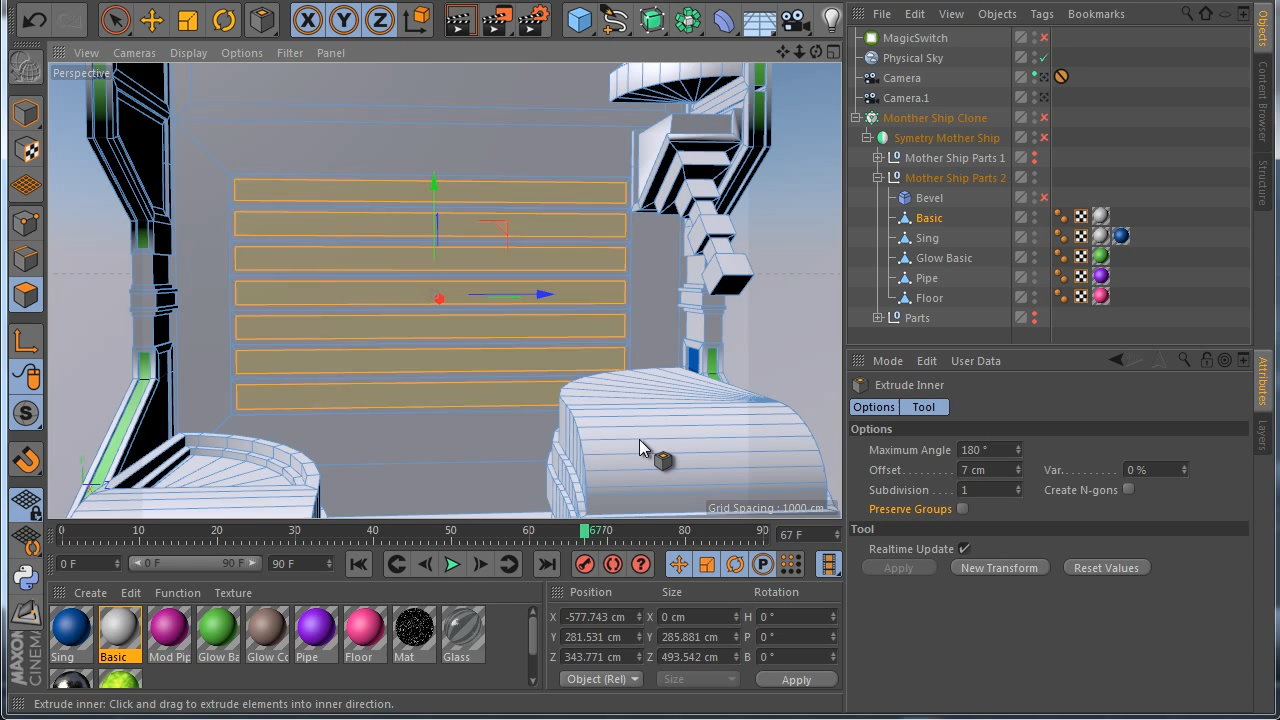 File Edit View Objects Tags Bookmarks
View Cameras Display Options Filter Panel
Perspective
MagicSwitch
Physical Sky
Camera
Camera.1
Monther Ship Clone
Symetry Mother Ship
Mother Ship Parts 1
Mother Ship Parts 2
Bevel
Basic
Sing
Glow Basic
Pipe
Floor
Parts
Objects
Content Browser
Structure
Mode Edit User Data
Extrude Inner
Options Tool
Options
Maximum Angle 180 °
Offset 7 cm Var. 0 %
Subdivision 1 Create N-gons
Preserve Groups
Tool
Realtime Update
Apply New Transform Reset Values
Attributes
Layers
Grid Spacing : 1000 cm
0 10 20 30 40 50 60 6770 80 90 67 F
0 F 0 F 90 F 90 F
Create Edit Function Texture
Sing Basic Mod Pip Glow Ba Glow Co Pipe Floor Mat Glass
Position Size Rotation
X -577.743 cm X 0 cm H 0 °
Y 281.531 cm Y 285.881 cm P 0 °
Z 343.771 cm Z 493.542 cm B 0 °
Object (Rel) Size Apply
MAXON CINEMA
Extrude inner: Click and drag to extrude elements into inner direction.